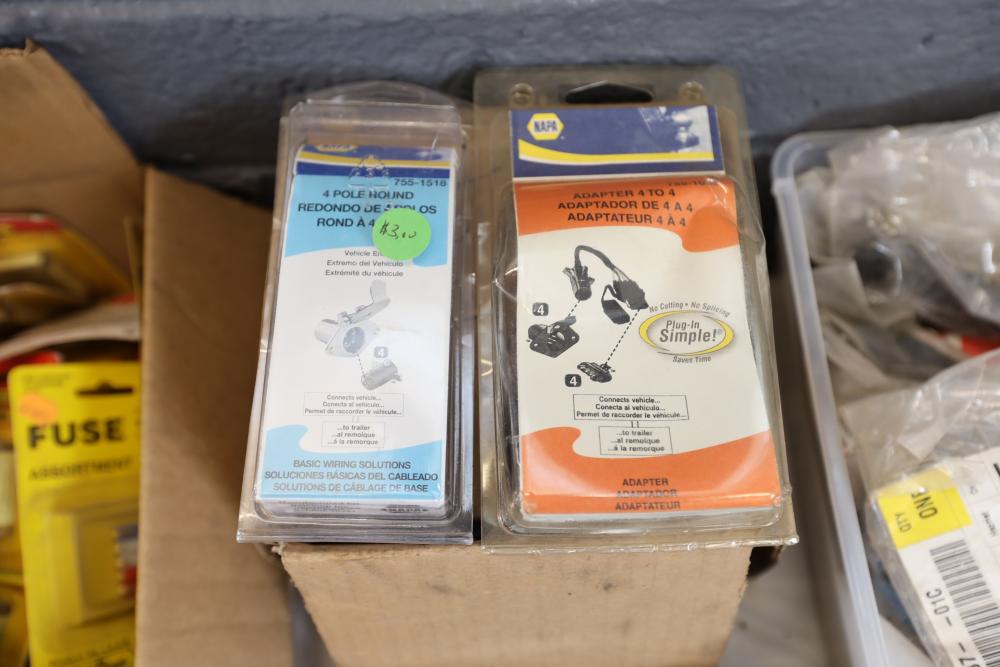 FUSE
ASSORTMENT
755-1518
4 POLE ROUND
REDONDO DE
ROND À 4
$3.00
Vehicle
Extremo del Vehículo
Extrémité du véhicule
4
Connects vehicle...
Conecta al vehículo...
Permet de raccorder le véhicule...
...to trailer
...al remolque
...à la remorque
BASIC WIRING SOLUTIONS
SOLUCIONES BÁSICAS DEL CABLEADO
SOLUTIONS DE CÂBLAGE DE BASE
NAPA
NAPA
ADAPTER 4 TO 4
ADAPTADOR DE 4 A 4
ADAPTATEUR 4 À 4
4
No Cutting • No Splicing
Plug-In
Simple!
Saves Time
4
Connects vehicle...
Conecta al vehículo...
Permet de raccorder le véhicule...
...to trailer
...al remolque
...à la remorque
ADAPTER
ADAPTADOR
ADAPTATEUR
QTY
ONE